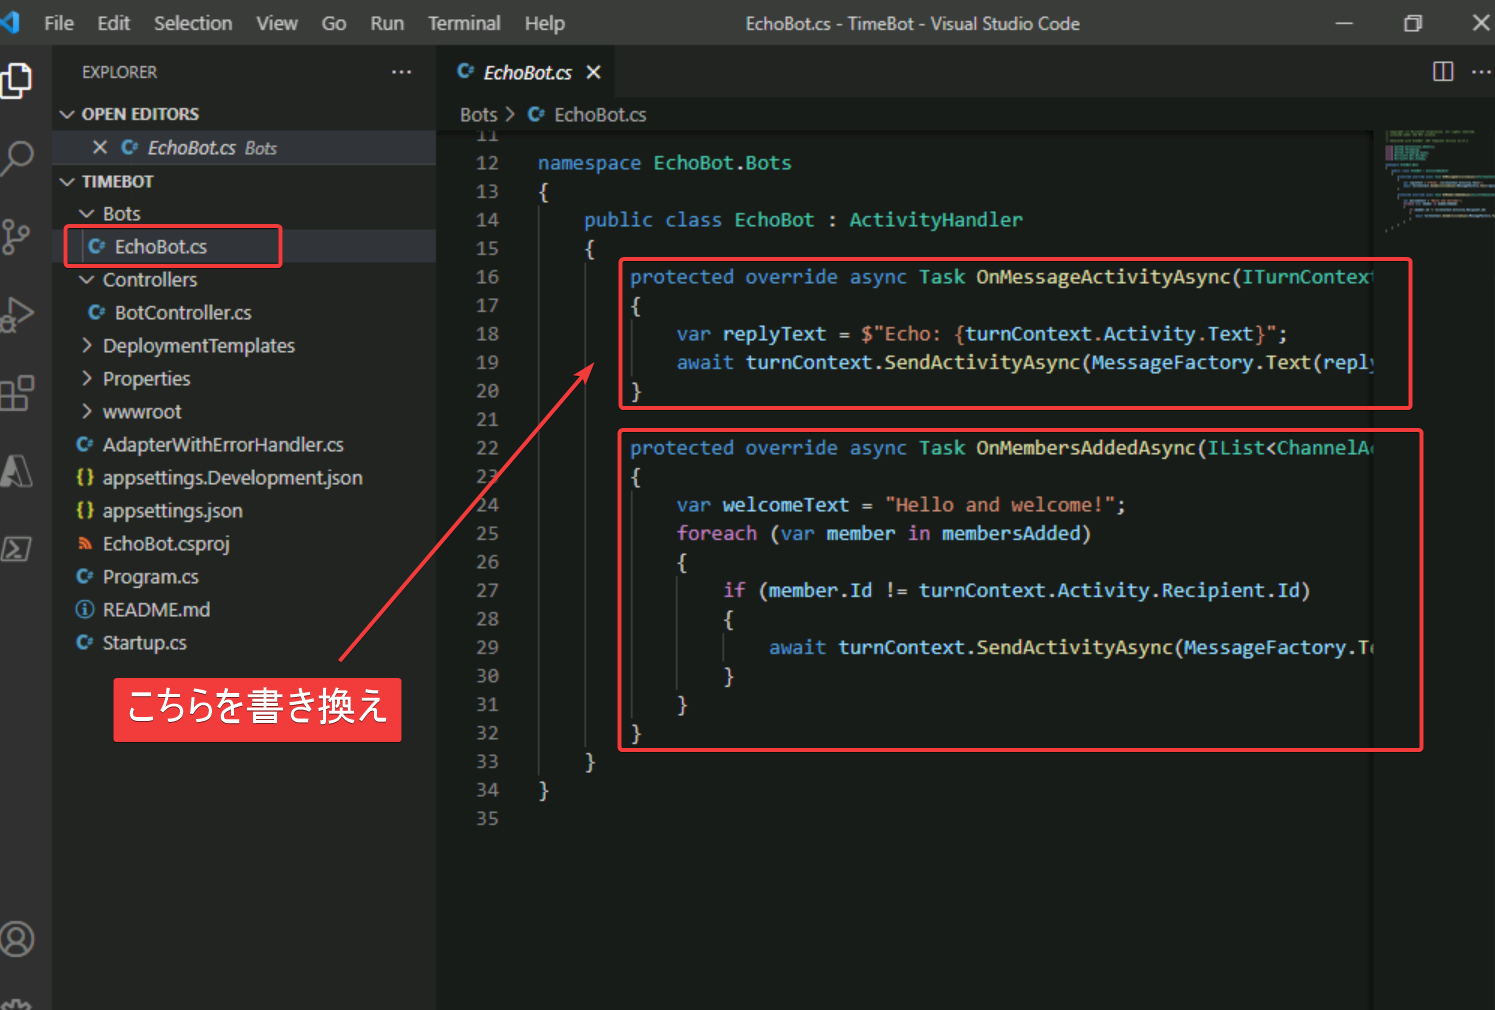 File Edit Selection View Go Run Terminal Help
EchoBot.cs - TimeBot - Visual Studio Code
EXPLORER
OPEN EDITORS
EchoBot.cs Bots
TIMEBOT
Bots
EchoBot.cs
Controllers
BotController.cs
DeploymentTemplates
Properties
wwwroot
AdapterWithErrorHandler.cs
appsettings.Development.json
appsettings.json
EchoBot.csproj
Program.cs
README.md
Startup.cs
こちらを書き換え
EchoBot.cs
Bots > EchoBot.cs
11
12 namespace EchoBot.Bots
13 {
14 public class EchoBot : ActivityHandler
15 {
16 protected override async Task OnMessageActivityAsync(ITurnContext
17 {
18 var replyText = $"Echo: {turnContext.Activity.Text}";
19 await turnContext.SendActivityAsync(MessageFactory.Text(reply
20 }
21
22 protected override async Task OnMembersAddedAsync(IList<ChannelAc
23 {
24 var welcomeText = "Hello and welcome!";
25 foreach (var member in membersAdded)
26 {
27 if (member.Id != turnContext.Activity.Recipient.Id)
28 {
29 await turnContext.SendActivityAsync(MessageFactory.Te
30 }
31 }
32 }
33 }
34 }
35